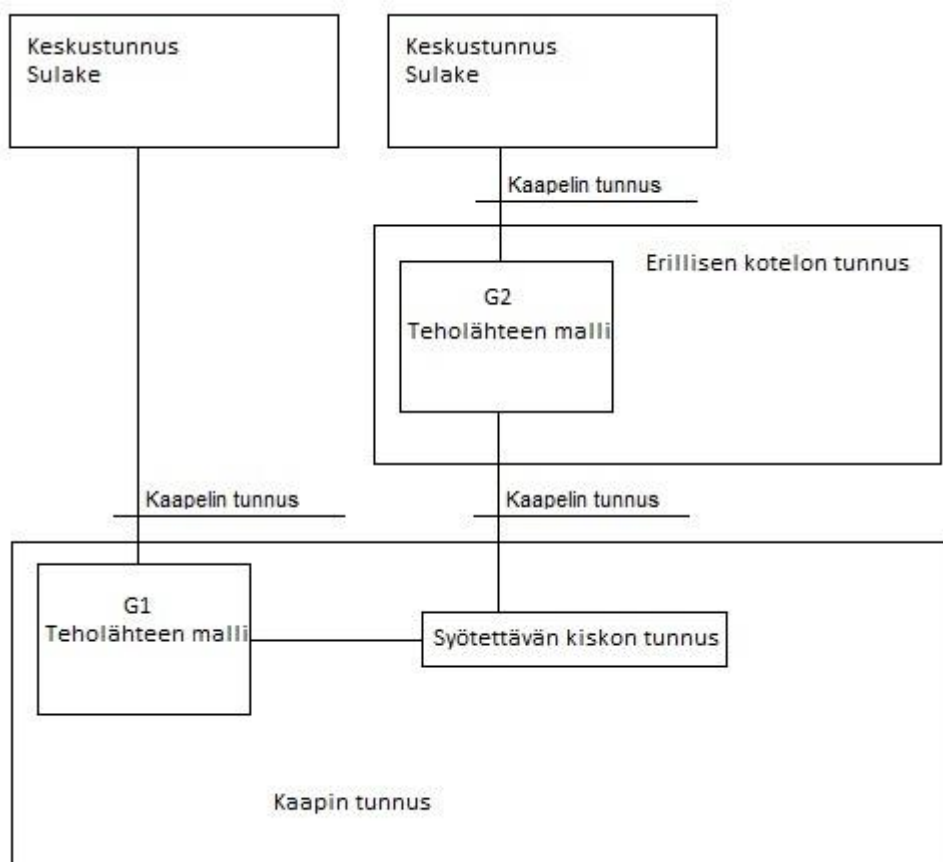 Keskustunnus
Sulake
Keskustunnus
Sulake
Kaapelin tunnus
Erillisen kotelon tunnus
G2
Teholähteen malli
Kaapelin tunnus
Kaapelin tunnus
G1
Teholähteen malli
Syötettävän kiskon tunnus
Kaapin tunnus